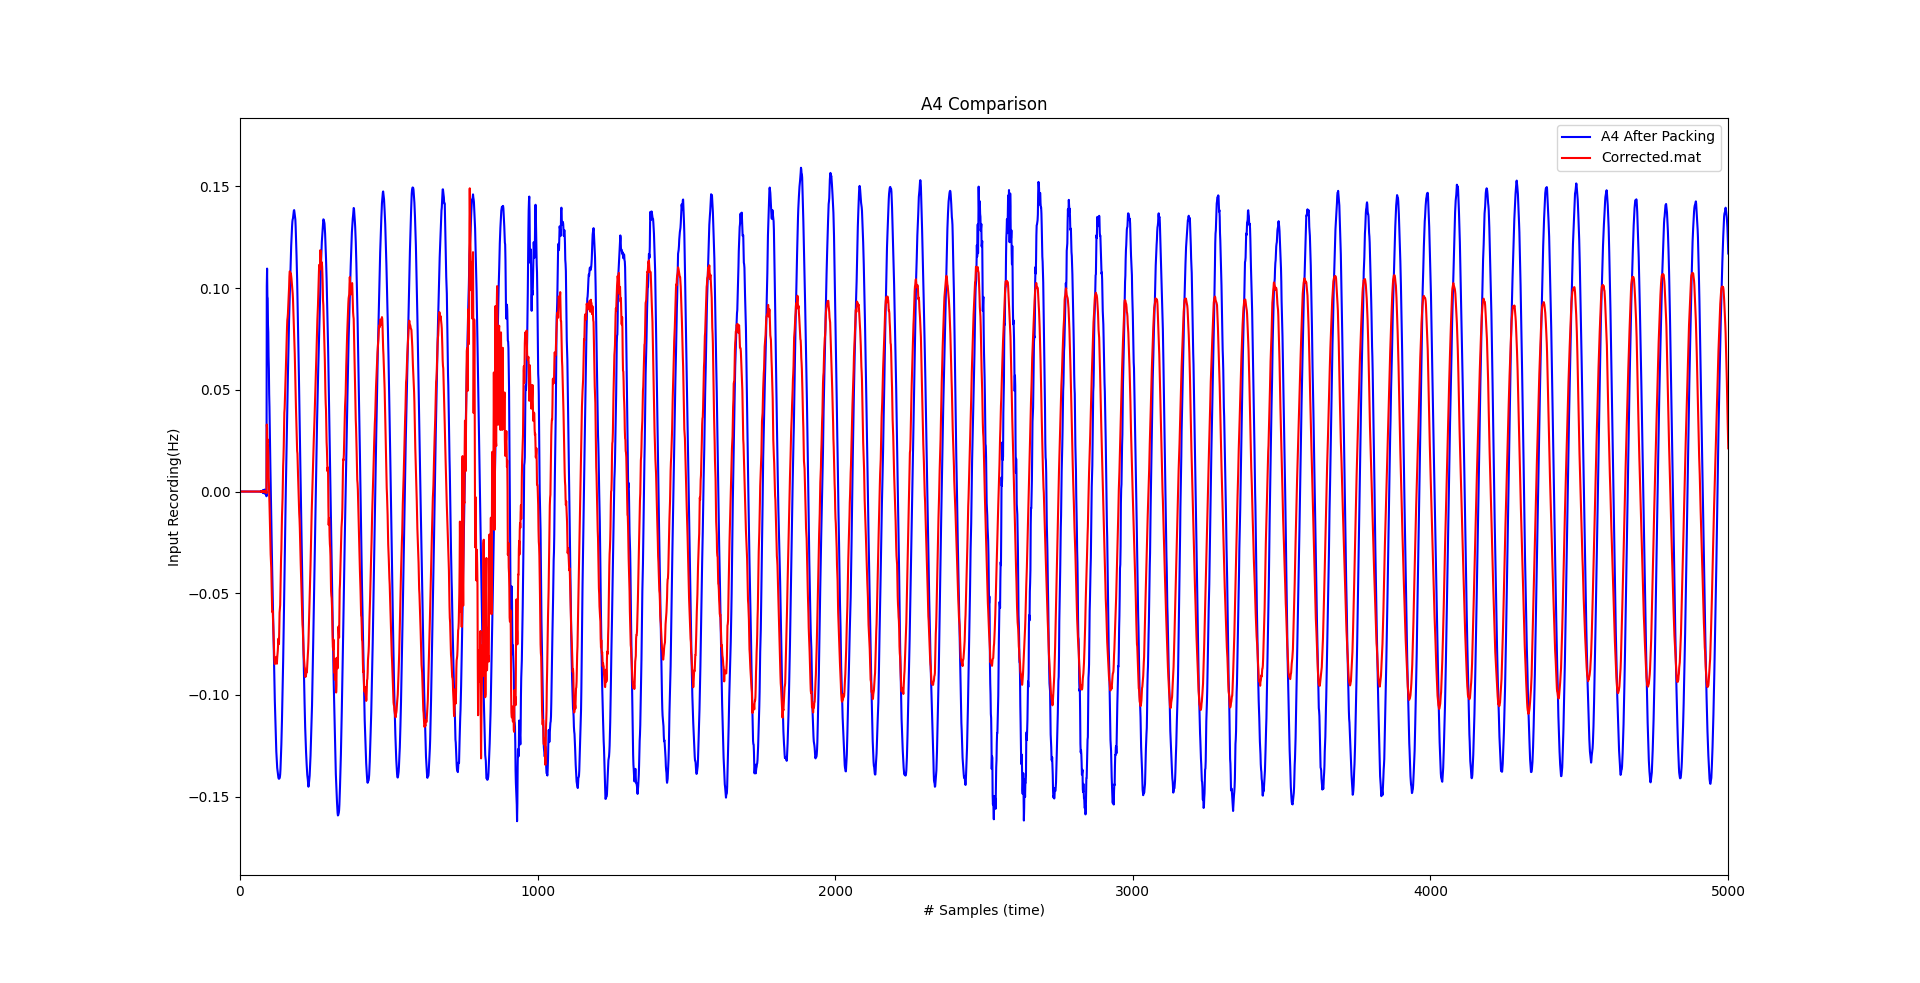 A4 Comparison
A4 After Packing
Corrected.mat
Input Recording(Hz)
0.15
0.10
0.05
0.00
−0.05
−0.10
−0.15
0
1000
2000
3000
4000
5000
# Samples (time)